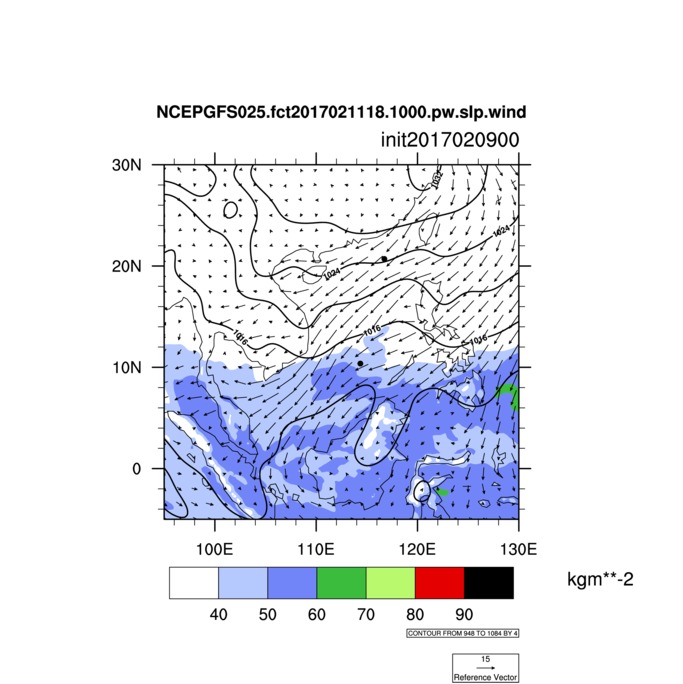 NCEPGFS025.fct2017021118.1000.pw.slp.wind
init2017020900
30N
1032
1024
20N
1024
1016
1016
1016
10N
0
100E 110E 120E 130E
kgm**-2
40 50 60 70 80 90
CONTOUR FROM 948 TO 1084 BY 4
15
Reference Vector